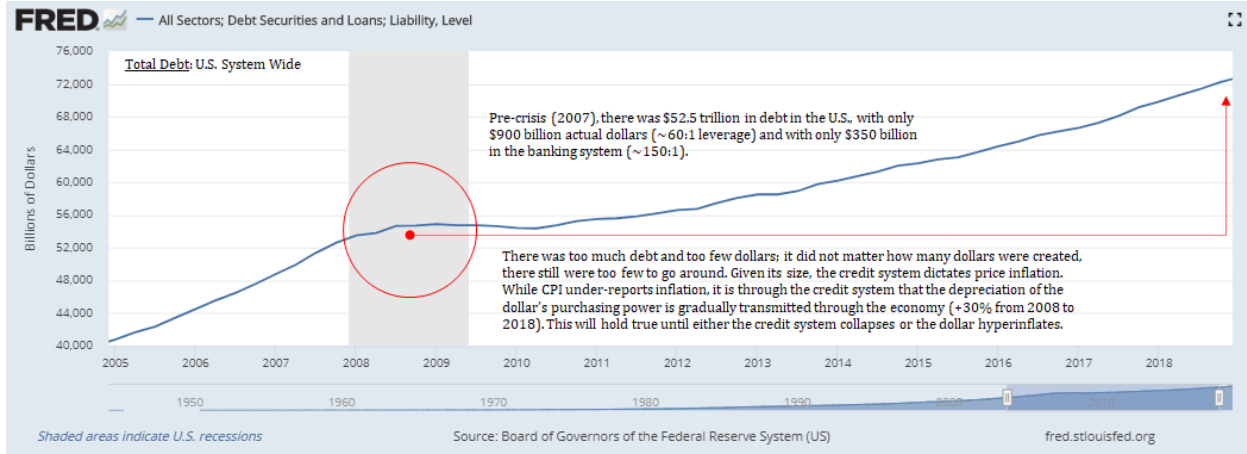 FRED — All Sectors; Debt Securities and Loans; Liability, Level
76,000
Total Debt: U.S. System Wide
72,000
Pre-crisis (2007), there was $52.5 trillion in debt in the U.S., with only
68,000
$900 billion actual dollars (~60:1 leverage) and with only $350 billion
in the banking system (~150:1).
64,000
60,000
Billions of Dollars
56,000
52,000
There was too much debt and too few dollars; it did not matter how many dollars were created,
there still were too few to go around. Given its size, the credit system dictates price inflation.
48,000
While CPI under-reports inflation, it is through the credit system that the depreciation of the
dollar's purchasing power is gradually transmitted through the economy (+30% from 2008 to
44,000
2018). This will hold true until either the credit system collapses or the dollar hyperinflates.
40,000
2005 2006 2007 2008 2009 2010 2011 2012 2013 2014 2015 2016 2017 2018
1950 1960 1970 1980 1990 2000 2010
Shaded areas indicate U.S. recessions Source: Board of Governors of the Federal Reserve System (US) fred.stlouisfed.org